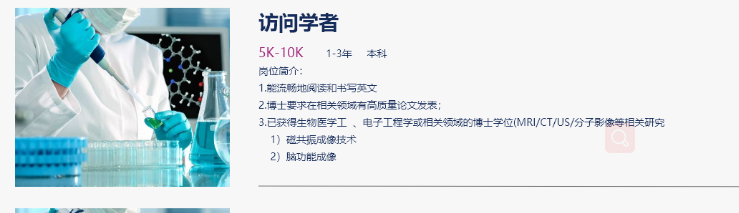 访问学者
5K-10K 1-3年 本科
岗位简介：
1.能流畅地阅读和书写英文
2.博士要求在相关领域有高质量论文发表；
3.已获得生物医学工 、电子工程学或相关领域的博士学位(MRI/CT/US/分子影像等相关研究
1）磁共振成像技术
2）脑功能成像